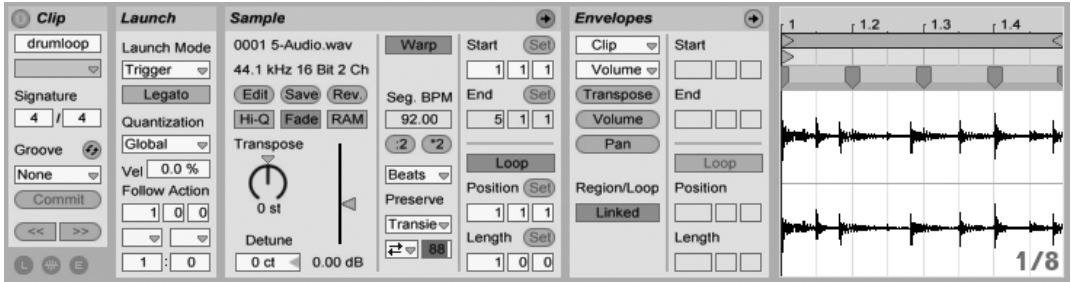 Clip
drumloop
Signature
4 / 4
Groove
None
Commit
<< >>
L E
Launch
Launch Mode
Trigger
Legato
Quantization
Global
Vel 0.0 %
Follow Action
1 0 0
1 : 0
Sample
0001 5-Audio.wav
44.1 kHz 16 Bit 2 Ch
Edit Save Rev.
Hi-Q Fade RAM
Transpose
0 st
Detune
0 ct 0.00 dB
Warp
Seg. BPM
92.00
:2 *2
Beats
Preserve
Transie
88
Start Set
1 1 1
End Set
5 1 1
Loop
Position Set
1 1 1
Length Set
1 0 0
Envelopes
Clip
Volume
Transpose
Volume
Pan
Region/Loop
Linked
Start
End
Loop
Position
Length
1 1.2 1.3 1.4
1/8